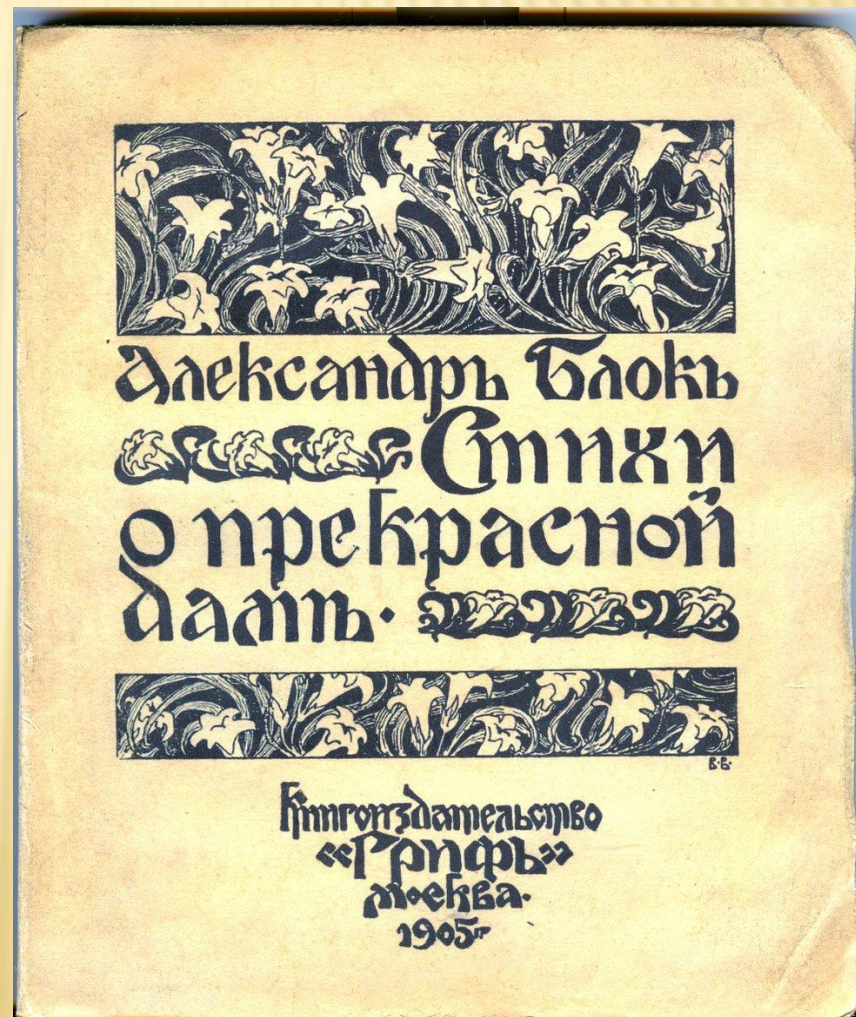 Александръ Блокъ
Стихи
о прекрасной
дамѣ.
В.В.
Книгоиздательство
«Грифъ»
Москва.
1905г